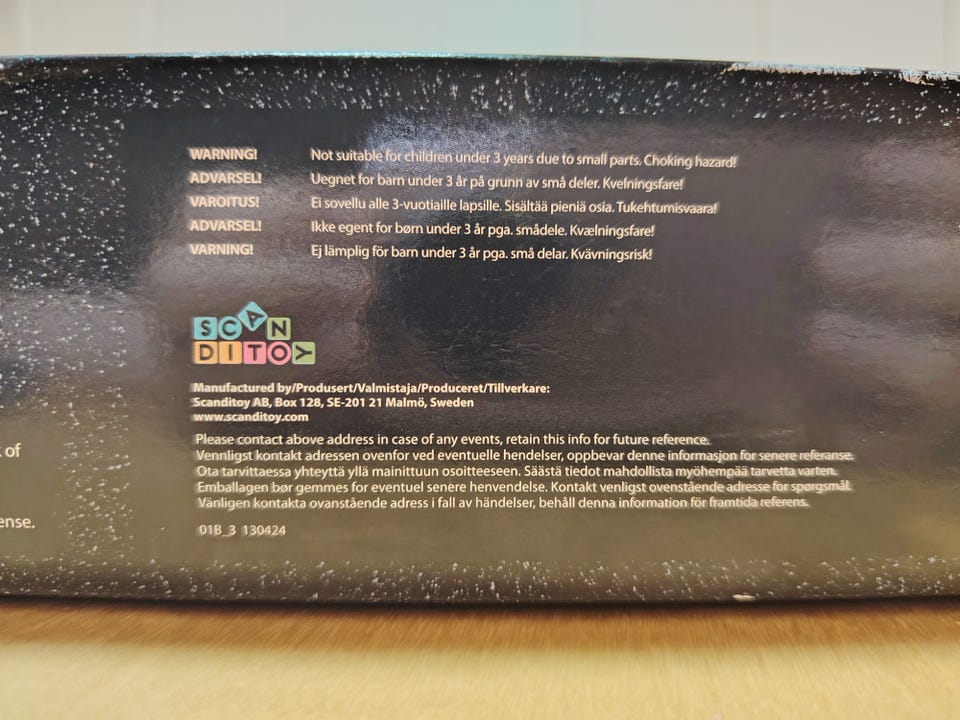 WARNING! Not suitable for children under 3 years due to small parts. Choking hazard!
ADVARSEL! Uegnet for barn under 3 år på grunn av små deler. Kvelningsfare!
VAROITUS! Ei sovellu alle 3-vuotiaille lapsille. Sisältää pieniä osia. Tukehtumisvaara!
ADVARSEL! Ikke egent for børn under 3 år pga. smådele. Kvælningsfare!
VARNING! Ej lämplig för barn under 3 år pga. små delar. Kvävningsrisk!
SCAN
DITOY
Manufactured by/Produsert/Valmistaja/Produceret/Tillverkare:
Scanditoy AB, Box 128, SE-201 21 Malmö, Sweden
www.scanditoy.com
Please contact above address in case of any events, retain this info for future reference.
Vennligst kontakt adressen ovenfor ved eventuelle hendelser, oppbevar denne informasjon for senere referanse.
Ota tarvittaessa yhteyttä yllä mainittuun osoitteeseen. Säästä tiedot mahdollista myöhempää tarvetta varten.
Emballagen bør gemmes for eventuel senere henvendelse. Kontakt venligst ovenstående adresse for spørgsmål.
Vänligen kontakta ovanstående adress i fall av händelser, behåll denna information för framtida referens.
01B_3 130424
of
ense.